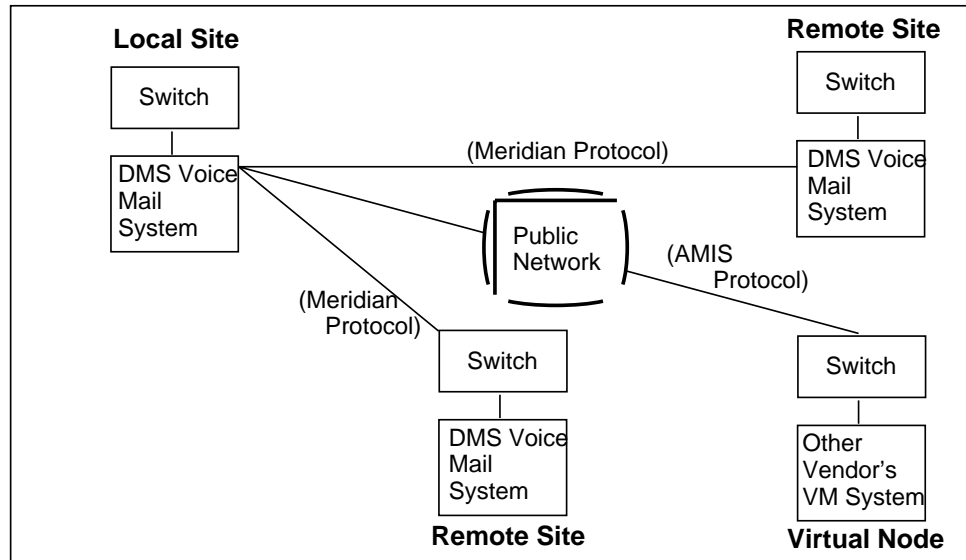 Local Site
Remote Site
Switch
Switch
(Meridian Protocol)
DMS Voice
Mail
System
DMS Voice
Mail
System
Public
Network
(AMIS
Protocol)
(Meridian
Protocol)
Switch
Switch
DMS Voice
Mail
System
Other
Vendor’s
VM System
Remote Site
Virtual Node